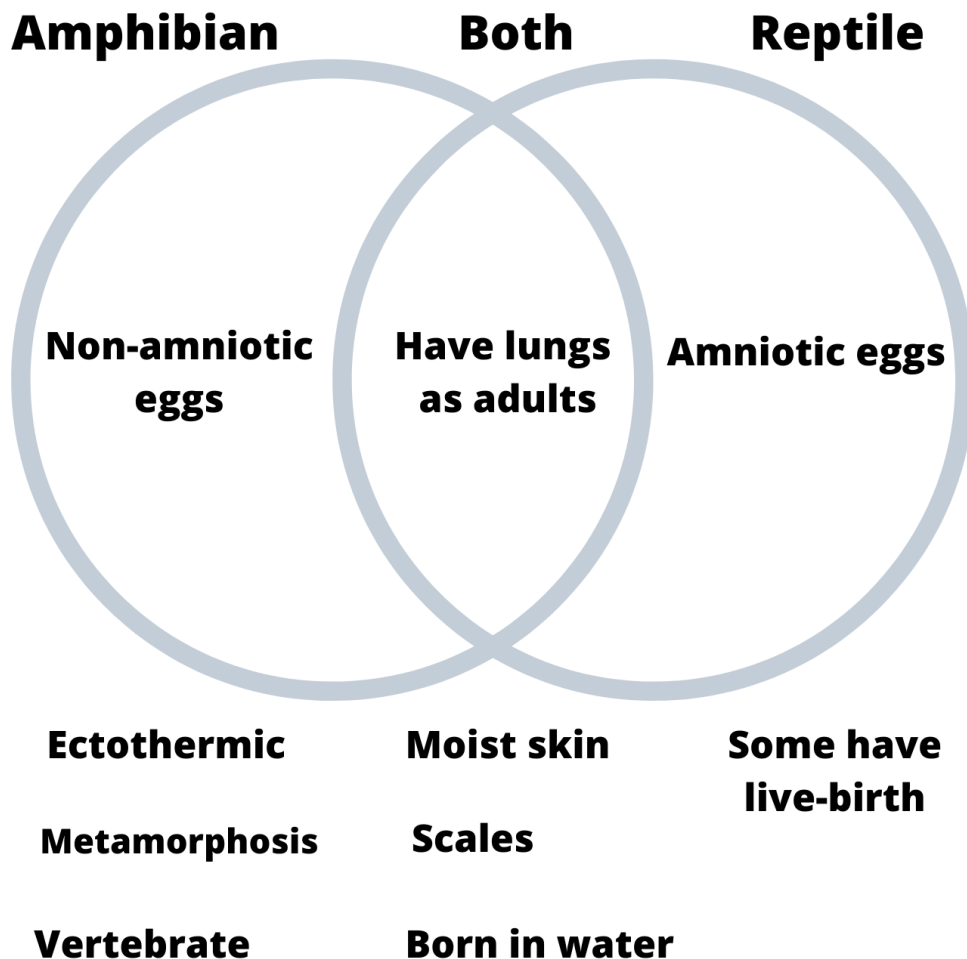 Amphibian Both Reptile
Non-amniotic
eggs
Have lungs
as adults
Amniotic eggs
Ectothermic
Moist skin
Some have
live-birth
Metamorphosis
Scales
Vertebrate
Born in water